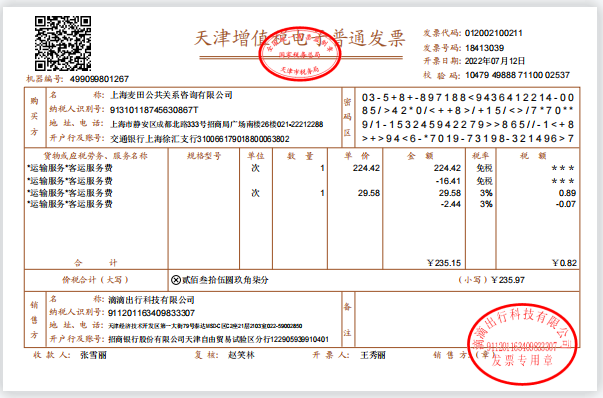 天津增值税电子普通发票
发票代码: 012002100211
发票号码: 18413039
开票日期: 2022年07月12日
校 验 码: 10479 49888 71100 02537
机器编号: 499099801267
购买方
名 称: 上海麦田公共关系咨询有限公司
纳税人识别号: 91310118745630867T
地 址、电 话: 上海市静安区成都北路333号招商局广场南楼26楼021-22212288
开户行及账号: 交通银行上海徐汇支行310066179018800063802
密码区
03-5+8+-897188<9436412214-00
85/>42*0/<++8>/+15/<>/7*70**
9/1-153245942279>>865//-1<+8
>+>94<6-*7019-73198-321496>7
货物或应税劳务、服务名称 规格型号 单位 数 量 单 价 金 额 税率 税 额
*运输服务*客运服务费 次 1 224.42 224.42 免税 ***
*运输服务*客运服务费 -16.41 免税 ***
*运输服务*客运服务费 次 1 29.58 29.58 3% 0.89
*运输服务*客运服务费 -2.44 3% -0.07
合 计 ¥235.15 ¥0.82
价税合计（大写） ⊗贰佰叁拾伍圆玖角柒分 （小写）¥235.97
销售方
名 称: 滴滴出行科技有限公司
纳税人识别号: 911201163409833307
地 址、电 话: 天津经济技术开发区第一大街79号泰达MSD-C区C2座21层2103室022-59002850
开户行及账号: 招商银行股份有限公司天津自由贸易试验区分行122905939910401
备注
收 款 人: 张雪丽 复 核: 赵笑林 开 票 人: 王秀丽 销 售 方:(章)
滴滴出行科技有限公司
911201163409833307
发票专用章
国家税务总局
天津市税务局